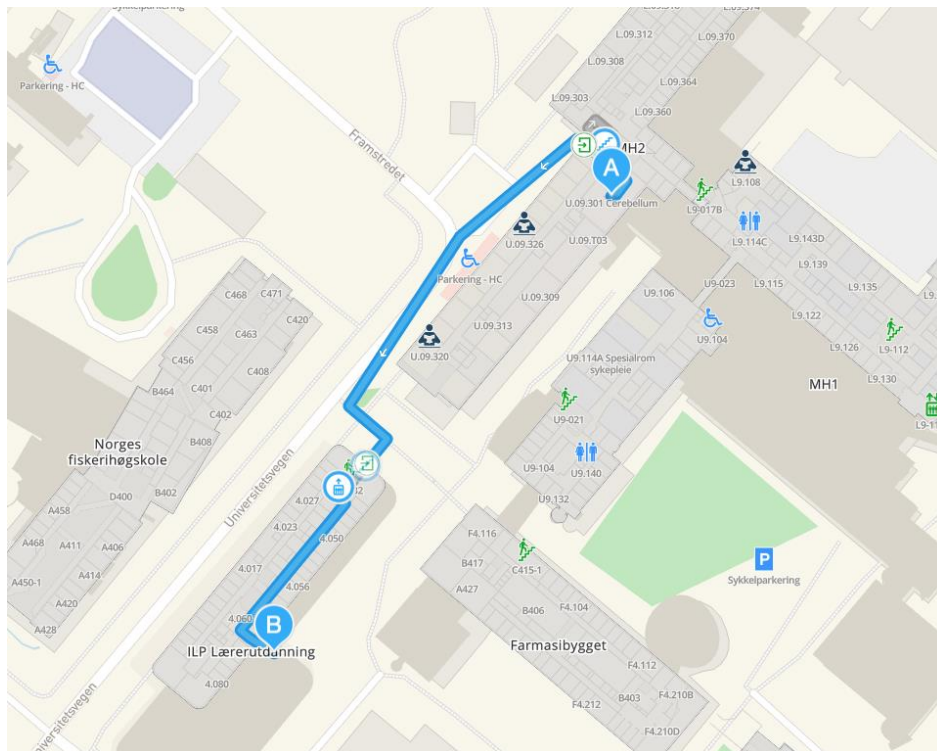 Sykkelparkering
Parkering - HC
Framstredet
L.09.312
L.09.308
L.09.303
L.09.370
L.09.364
L.09.360
MH2
A
U.09.301 Cerebellum
L9.108
L9-017B
L9.114C
L9.143D
L9.139
L9.115
L9.135
L9.122
L9-112
L9.126
L9.130
MH1
U.09.326
U.09.T03
Parkering - HC
U.09.309
U.09.313
U.09.320
U9-023
U9.106
U9.104
U9.114A Spesialrom
sykepleie
U9-021
U9-104
U9.140
U9.132
C468
C471
C458
C463
C420
C456
C408
C401
B464
C402
B408
Norges
fiskerihøgskole
D400
B402
A458
A468
A411
A406
A450-1
A414
A420
A428
Universitetsvegen
4.027
4.023
4.050
4.017
4.056
4.060
B
ILP Lærerutdanning
4.080
Universitetsvegen
F4.116
B417
C415-1
A427
B406
F4.104
Farmasibygget
F4.112
B403
F4.210B
F4.212
F4.210D
P
Sykkelparkering